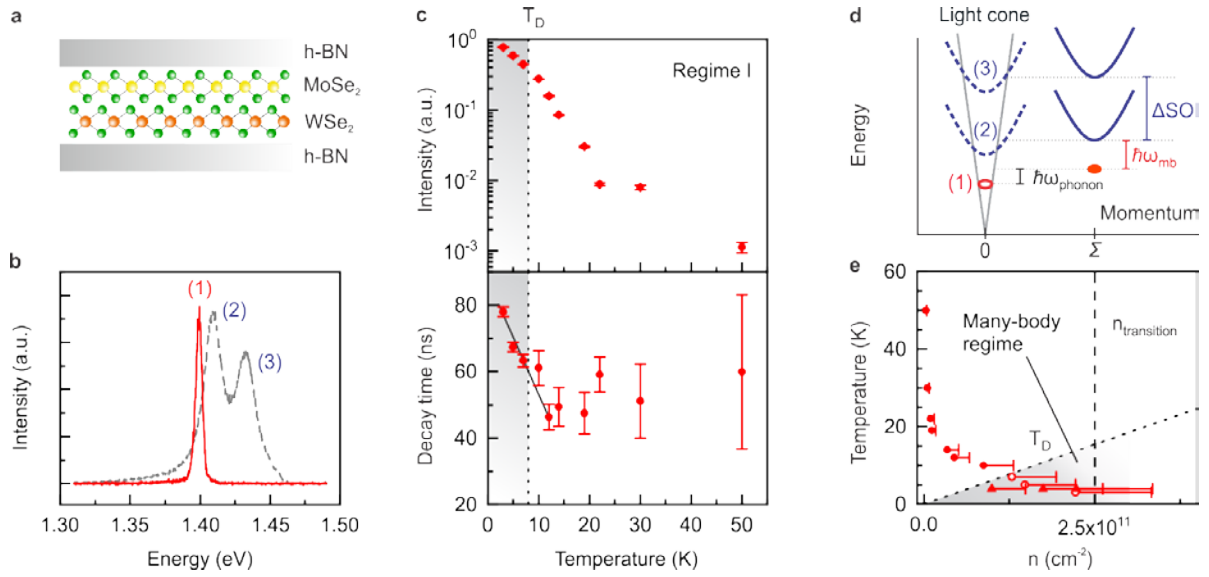 a
h-BN
MoSe2
WSe2
h-BN
b
(1)
(2)
(3)
Intensity (a.u.)
1.30 1.35 1.40 1.45 1.50
Energy (eV)
c
TD
10^0
10^-1
10^-2
10^-3
Intensity (a.u.)
Regime I
80
60
40
20
Decay time (ns)
0 10 20 30 40 50
Temperature (K)
d
Light cone
(3)
(2)
(1)
ΔSO
ℏωmb
ℏωphonon
Energy
Momentum
0 Σ
e
60
40
20
0
Temperature (K)
Many-body
regime
ntransition
TD
0.0 2.5x10^11
n (cm^-2)